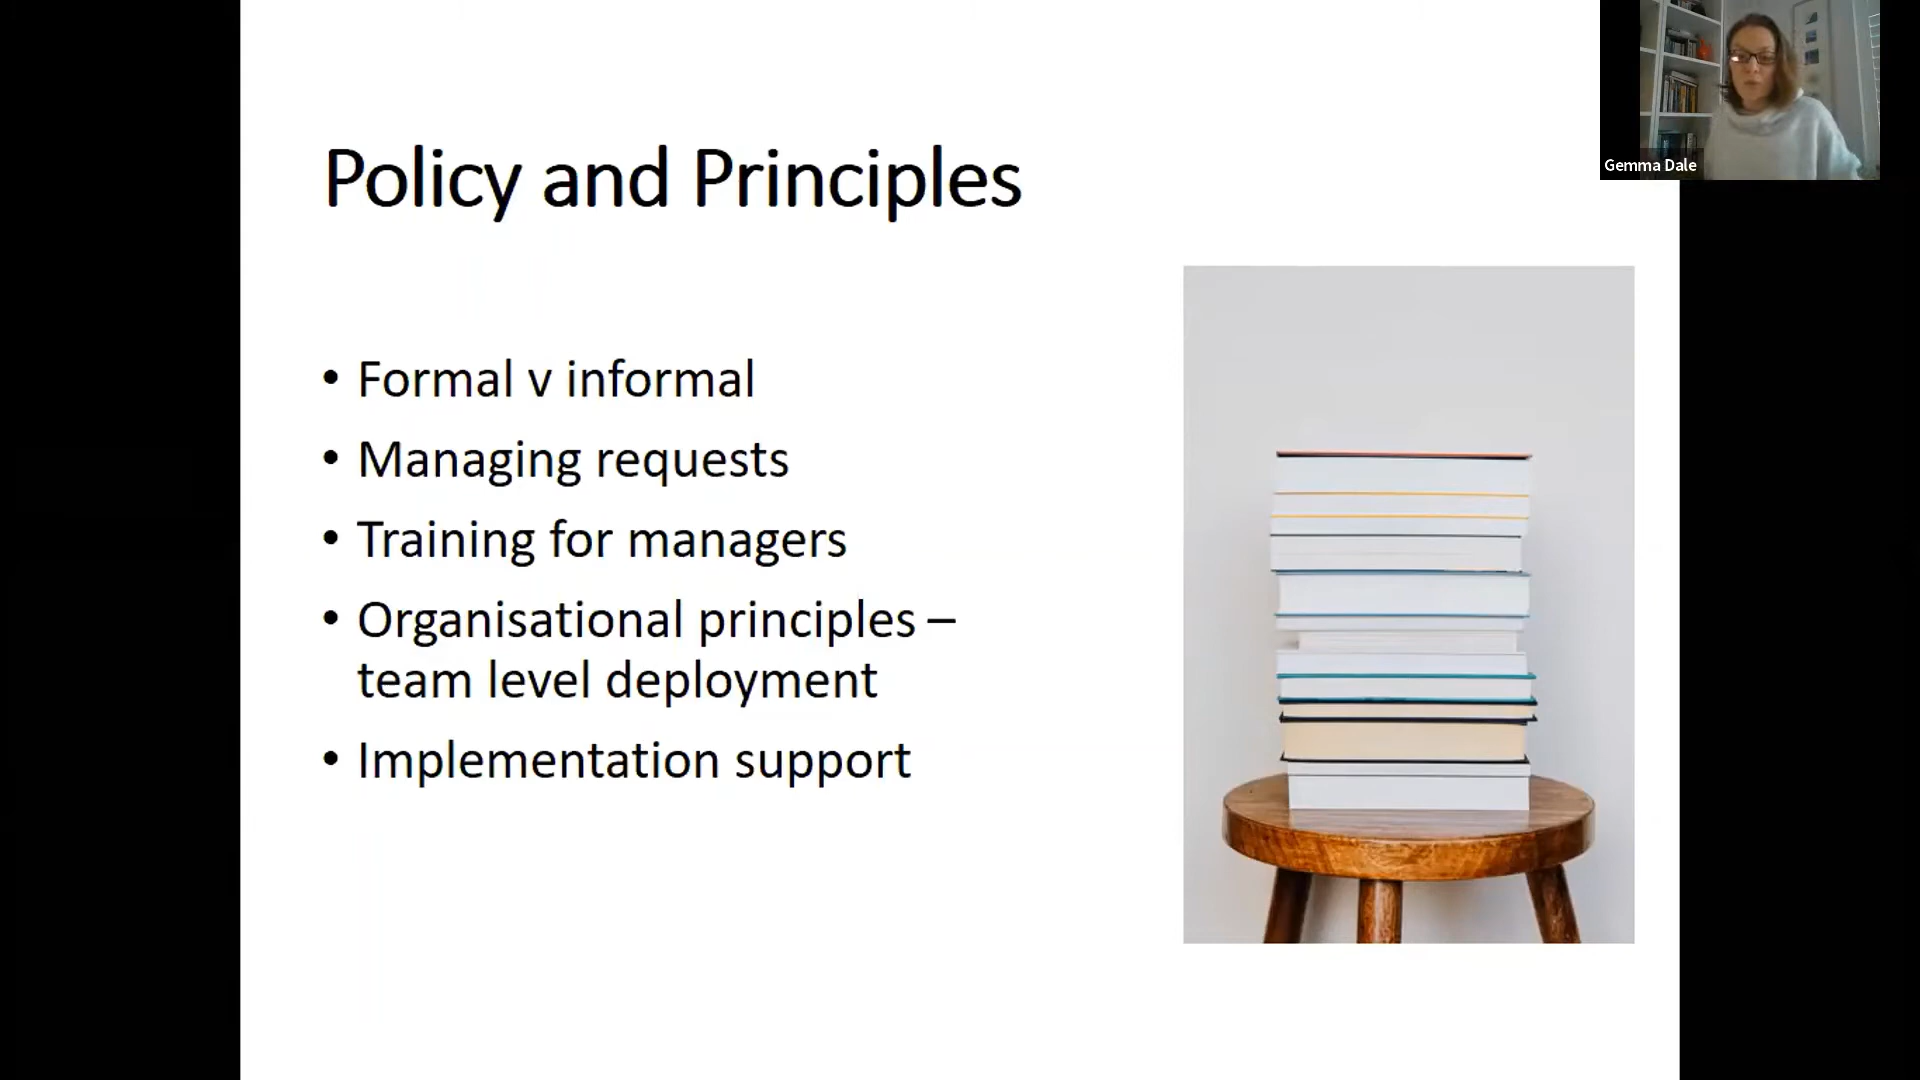 Policy and Principles
• Formal v informal
• Managing requests
• Training for managers
• Organisational principles –
team level deployment
• Implementation support
Gemma Dale